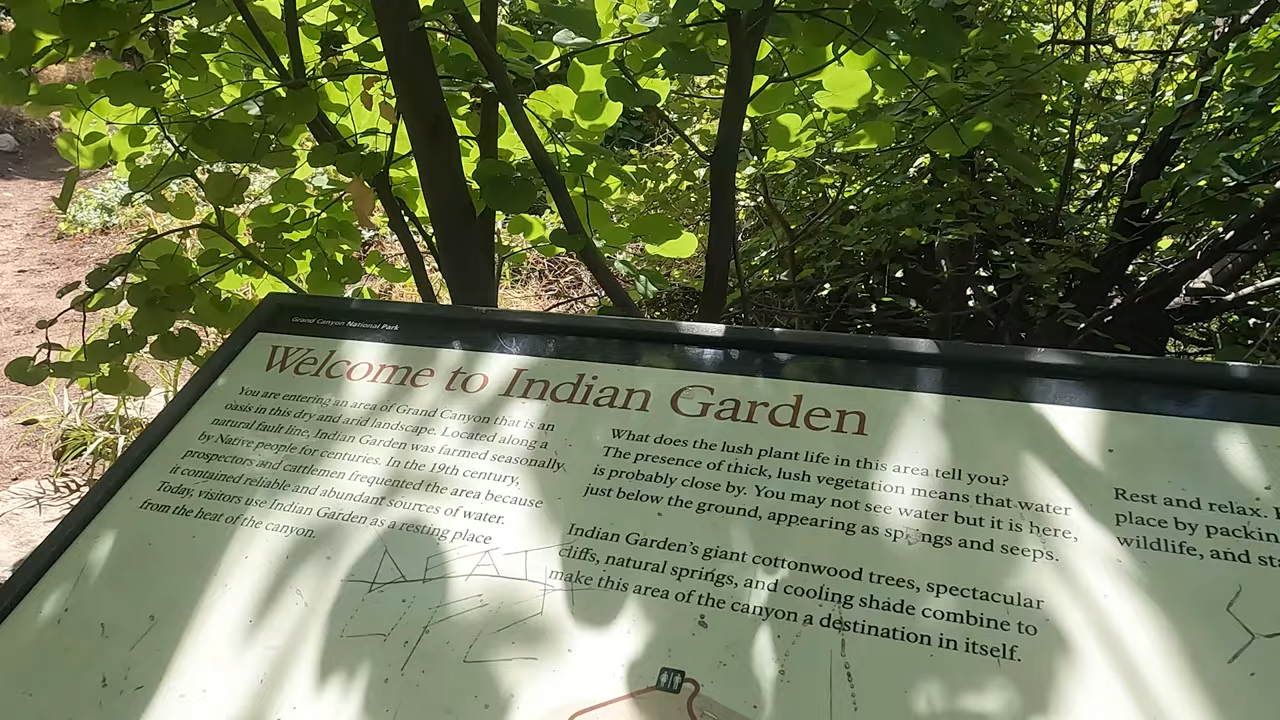 Grand Canyon National Park
Welcome to Indian Garden
You are entering an area of Grand Canyon that is an
oasis in this dry and arid landscape. Located along a
natural fault line, Indian Garden was farmed seasonally
by Native people for centuries. In the 19th century,
prospectors and cattlemen frequented the area because
it contained reliable and abundant sources of water.
Today, visitors use Indian Garden as a resting place
from the heat of the canyon.
What does the lush plant life in this area tell you?
The presence of thick, lush vegetation means that water
is probably close by. You may not see water but it is here,
just below the ground, appearing as springs and seeps.
Indian Garden's giant cottonwood trees, spectacular
cliffs, natural springs, and cooling shade combine to
make this area of the canyon a destination in itself.
Rest and relax.
place by packin
wildlife, and sta